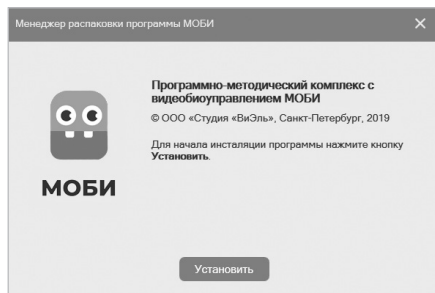 Менеджер распаковки программы МОБИ
Программно-методический комплекс с
видеобиоуправлением МОБИ
© ООО «Студия «ВиЭль», Санкт-Петербург, 2019
Для начала инсталяции программы нажмите кнопку
Установить.
МОБИ
Установить